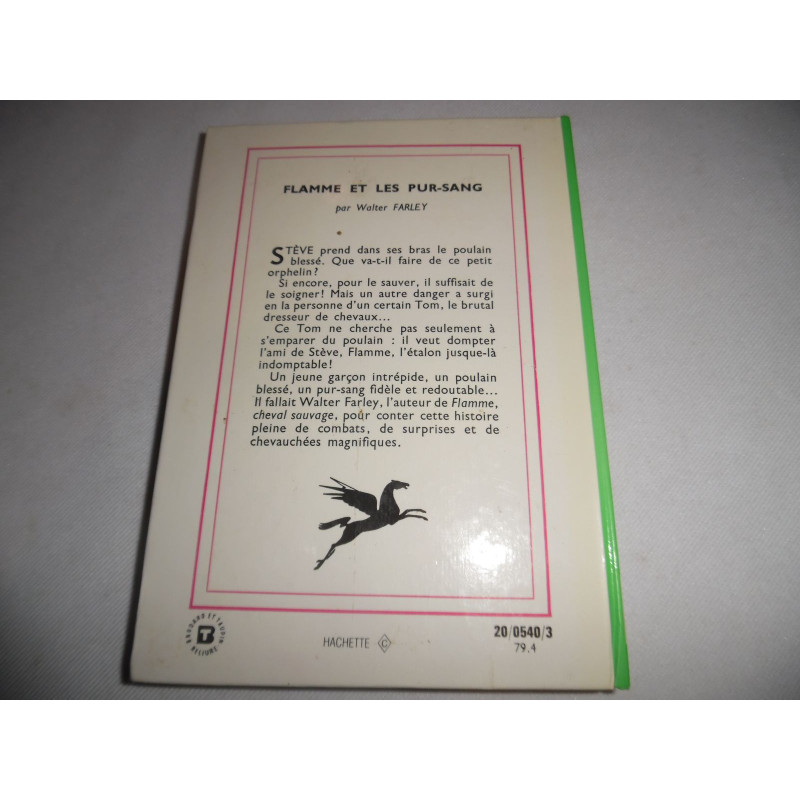 FLAMME ET LES PUR-SANG
par Walter FARLEY
STÈVE prend dans ses bras le poulain
blessé. Que va-t-il faire de ce petit
orphelin?
Si encore, pour le sauver, il suffisait de
le soigner! Mais un autre danger a surgi
en la personne d'un certain Tom, le brutal
dresseur de chevaux...
Ce Tom ne cherche pas seulement à
s'emparer du poulain : il veut dompter
l'ami de Stève, Flamme, l'étalon jusque-là
indomptable!
Un jeune garçon intrépide, un poulain
blessé, un pur-sang fidèle et redoutable...
Il fallait Walter Farley, l'auteur de Flamme,
cheval sauvage, pour conter cette histoire
pleine de combats, de surprises et de
chevauchées magnifiques.
BRODARD ET TAUPIN
RELIURE
HACHETTE
20/0540/3
79.4